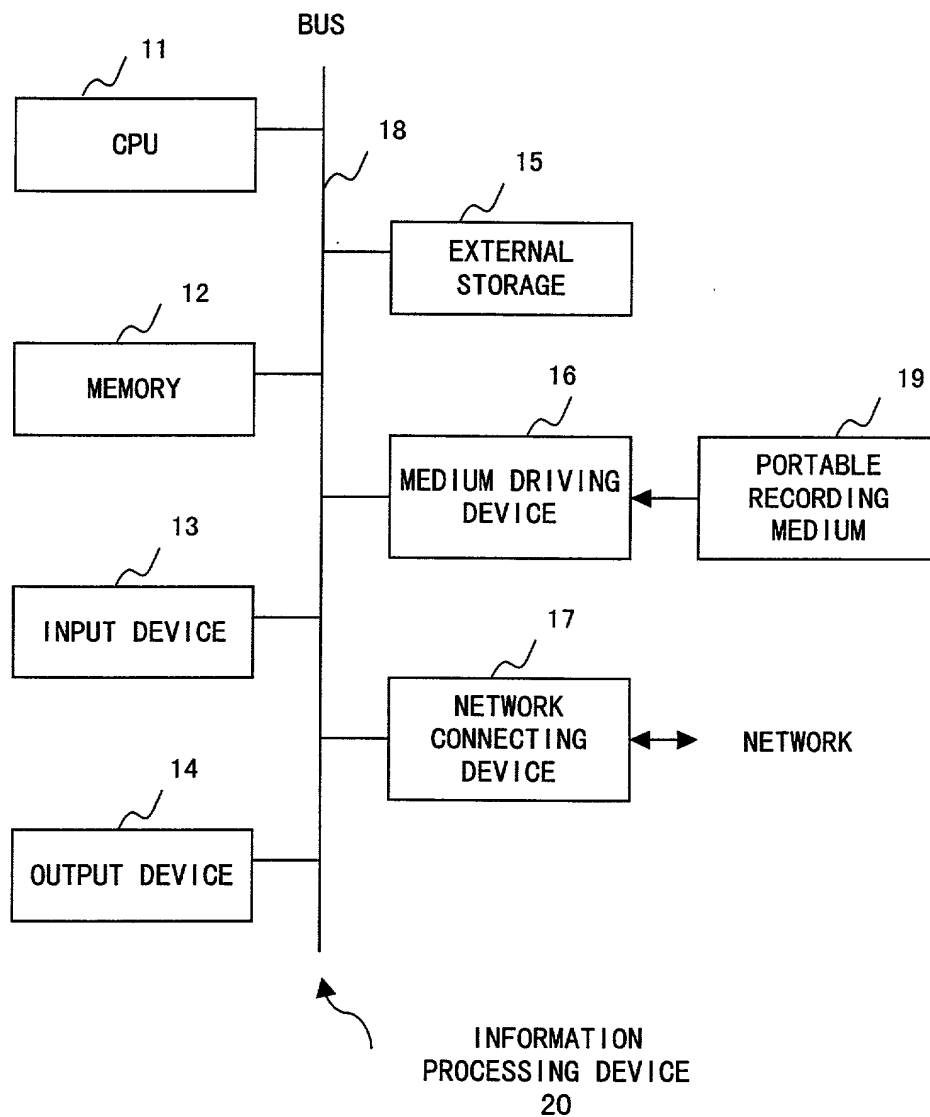 BUS
11
CPU
18
15
EXTERNAL
STORAGE
12
MEMORY
16
MEDIUM DRIVING
DEVICE
19
PORTABLE
RECORDING
MEDIUM
13
INPUT DEVICE
17
NETWORK
CONNECTING
DEVICE
NETWORK
14
OUTPUT DEVICE
INFORMATION
PROCESSING DEVICE
20